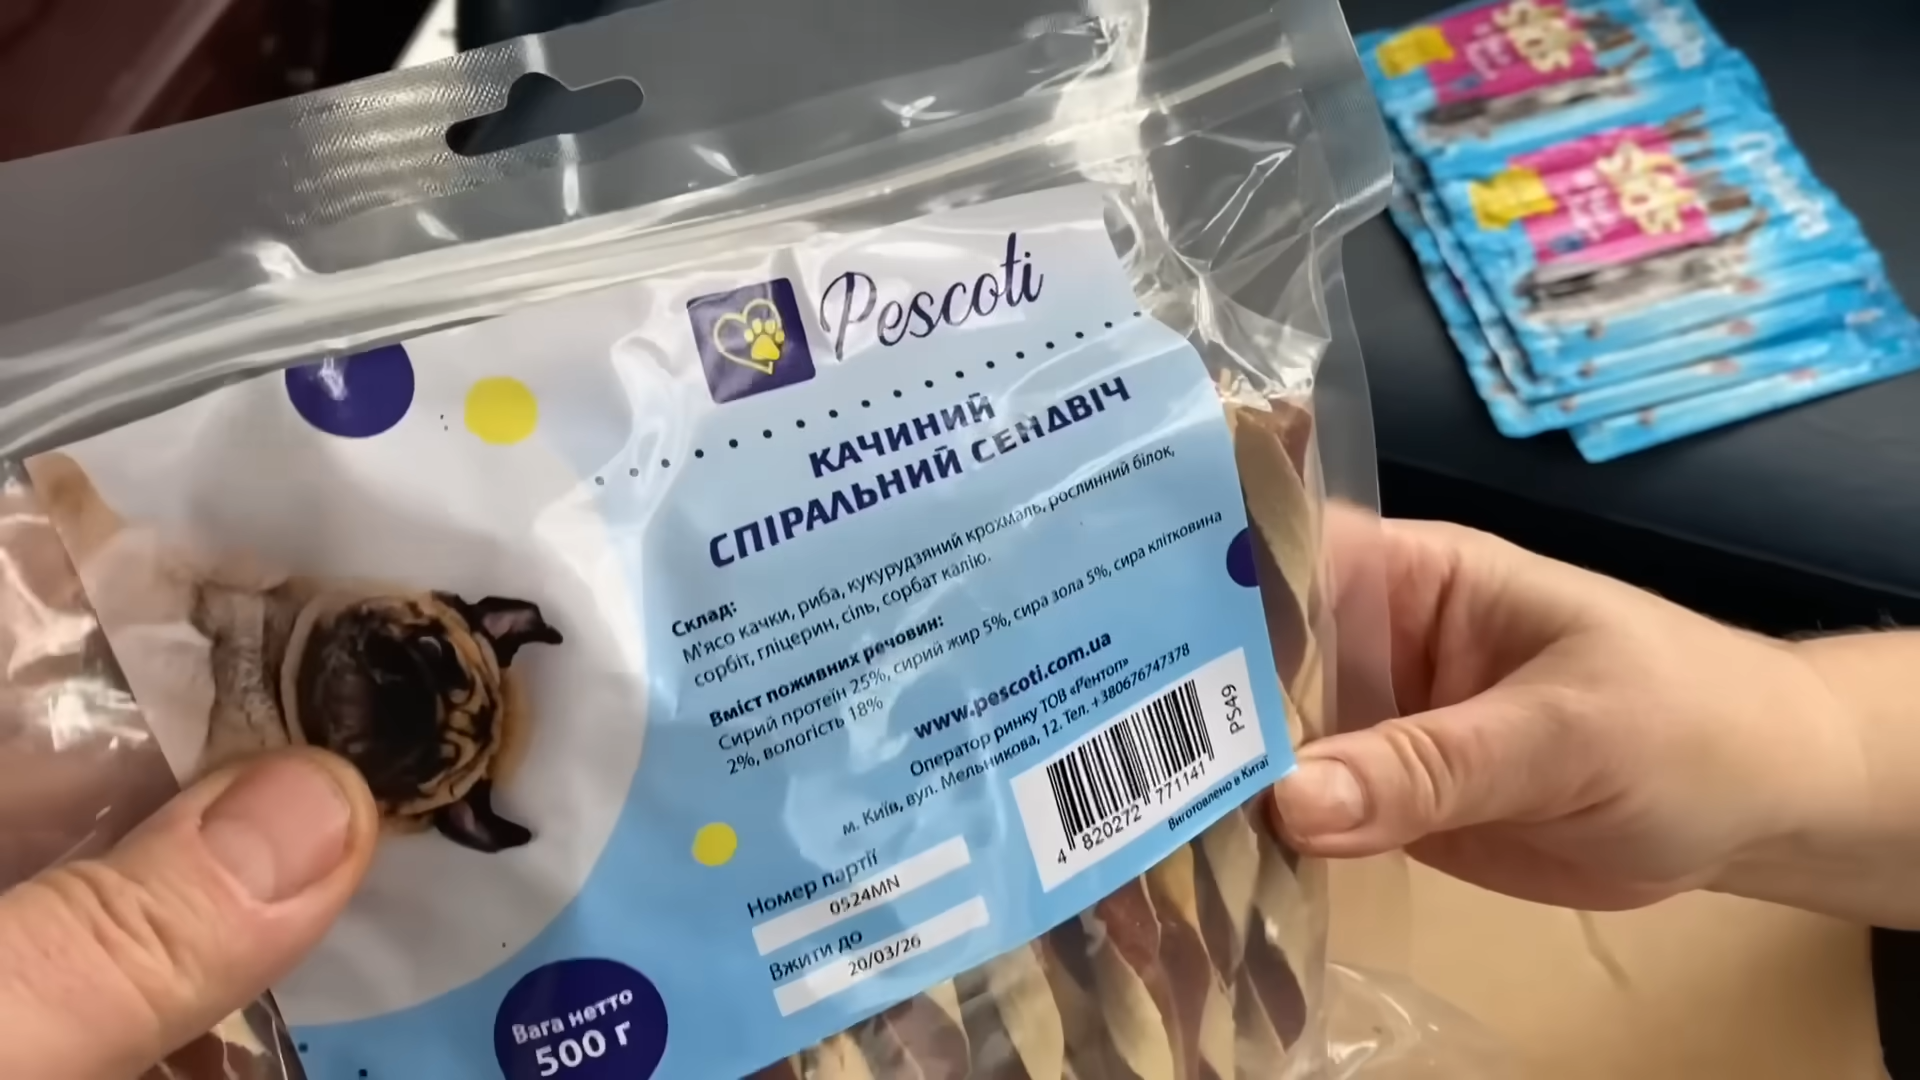 Pescoti
КАЧИНИЙ
СПІРАЛЬНИЙ СЕНДВІЧ
Склад:
М'ясо качки, риба, кукурудзяний крохмаль, рослинний білок,
сорбіт, гліцерин, сіль, сорбат калію.
Вміст поживних речовин:
Сирий протеїн 25%, сирий жир 5%, сира зола 5%, сира клітковина
2%, вологість 18%
www.pescoti.com.ua
Оператор ринку ТОВ «Рентоп»
м. Київ, вул. Мельникова, 12. Тел. +380676747378
PS49
4 820272 771141
Виготовлено в Китаї
Номер партії
0524MN
Вжити до
20/03/26
Вага нетто
500 г